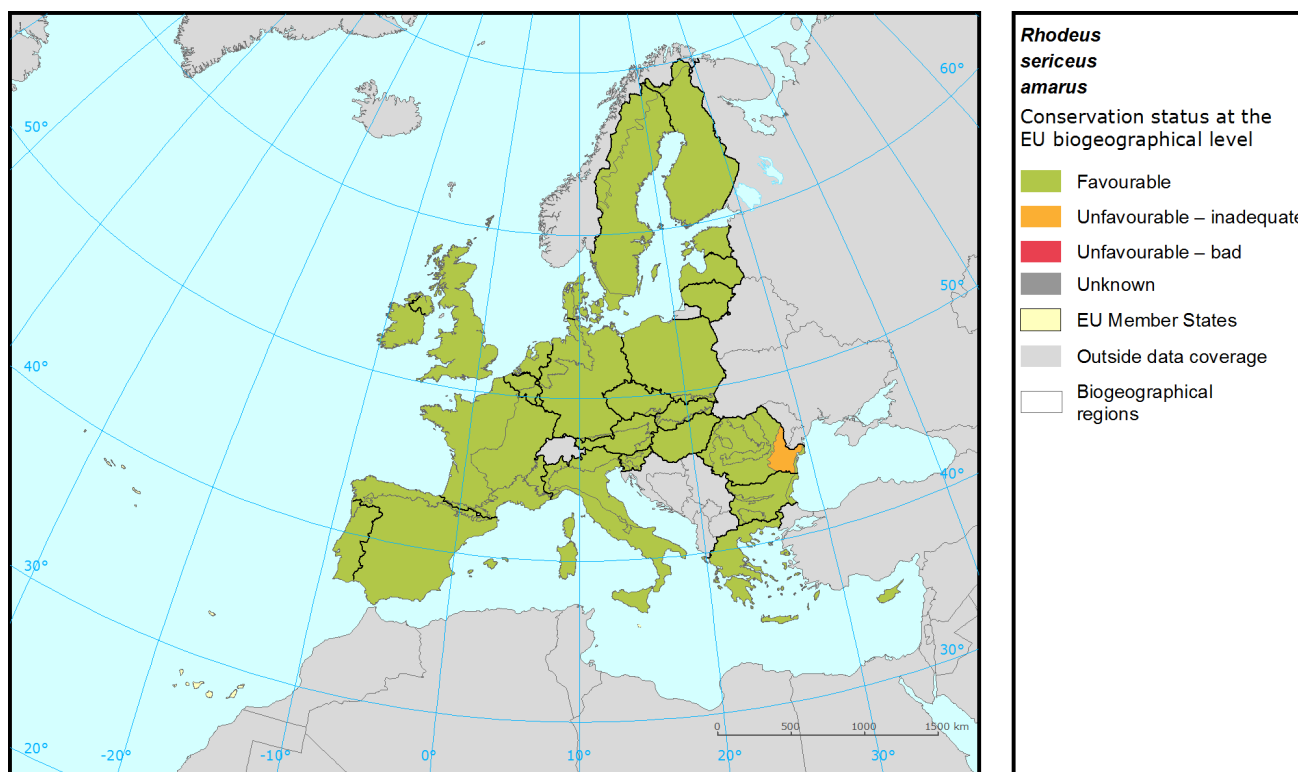 60°
50°
50°
40°
40°
30°
30°
20°
-20°
-10°
0°
10°
20°
30°
0 500 1000 1500 km
Rhodeus
sericeus
amarus
Conservation status at the
EU biogeographical level
Favourable
Unfavourable – inadequate
Unfavourable – bad
Unknown
EU Member States
Outside data coverage
Biogeographical
regions